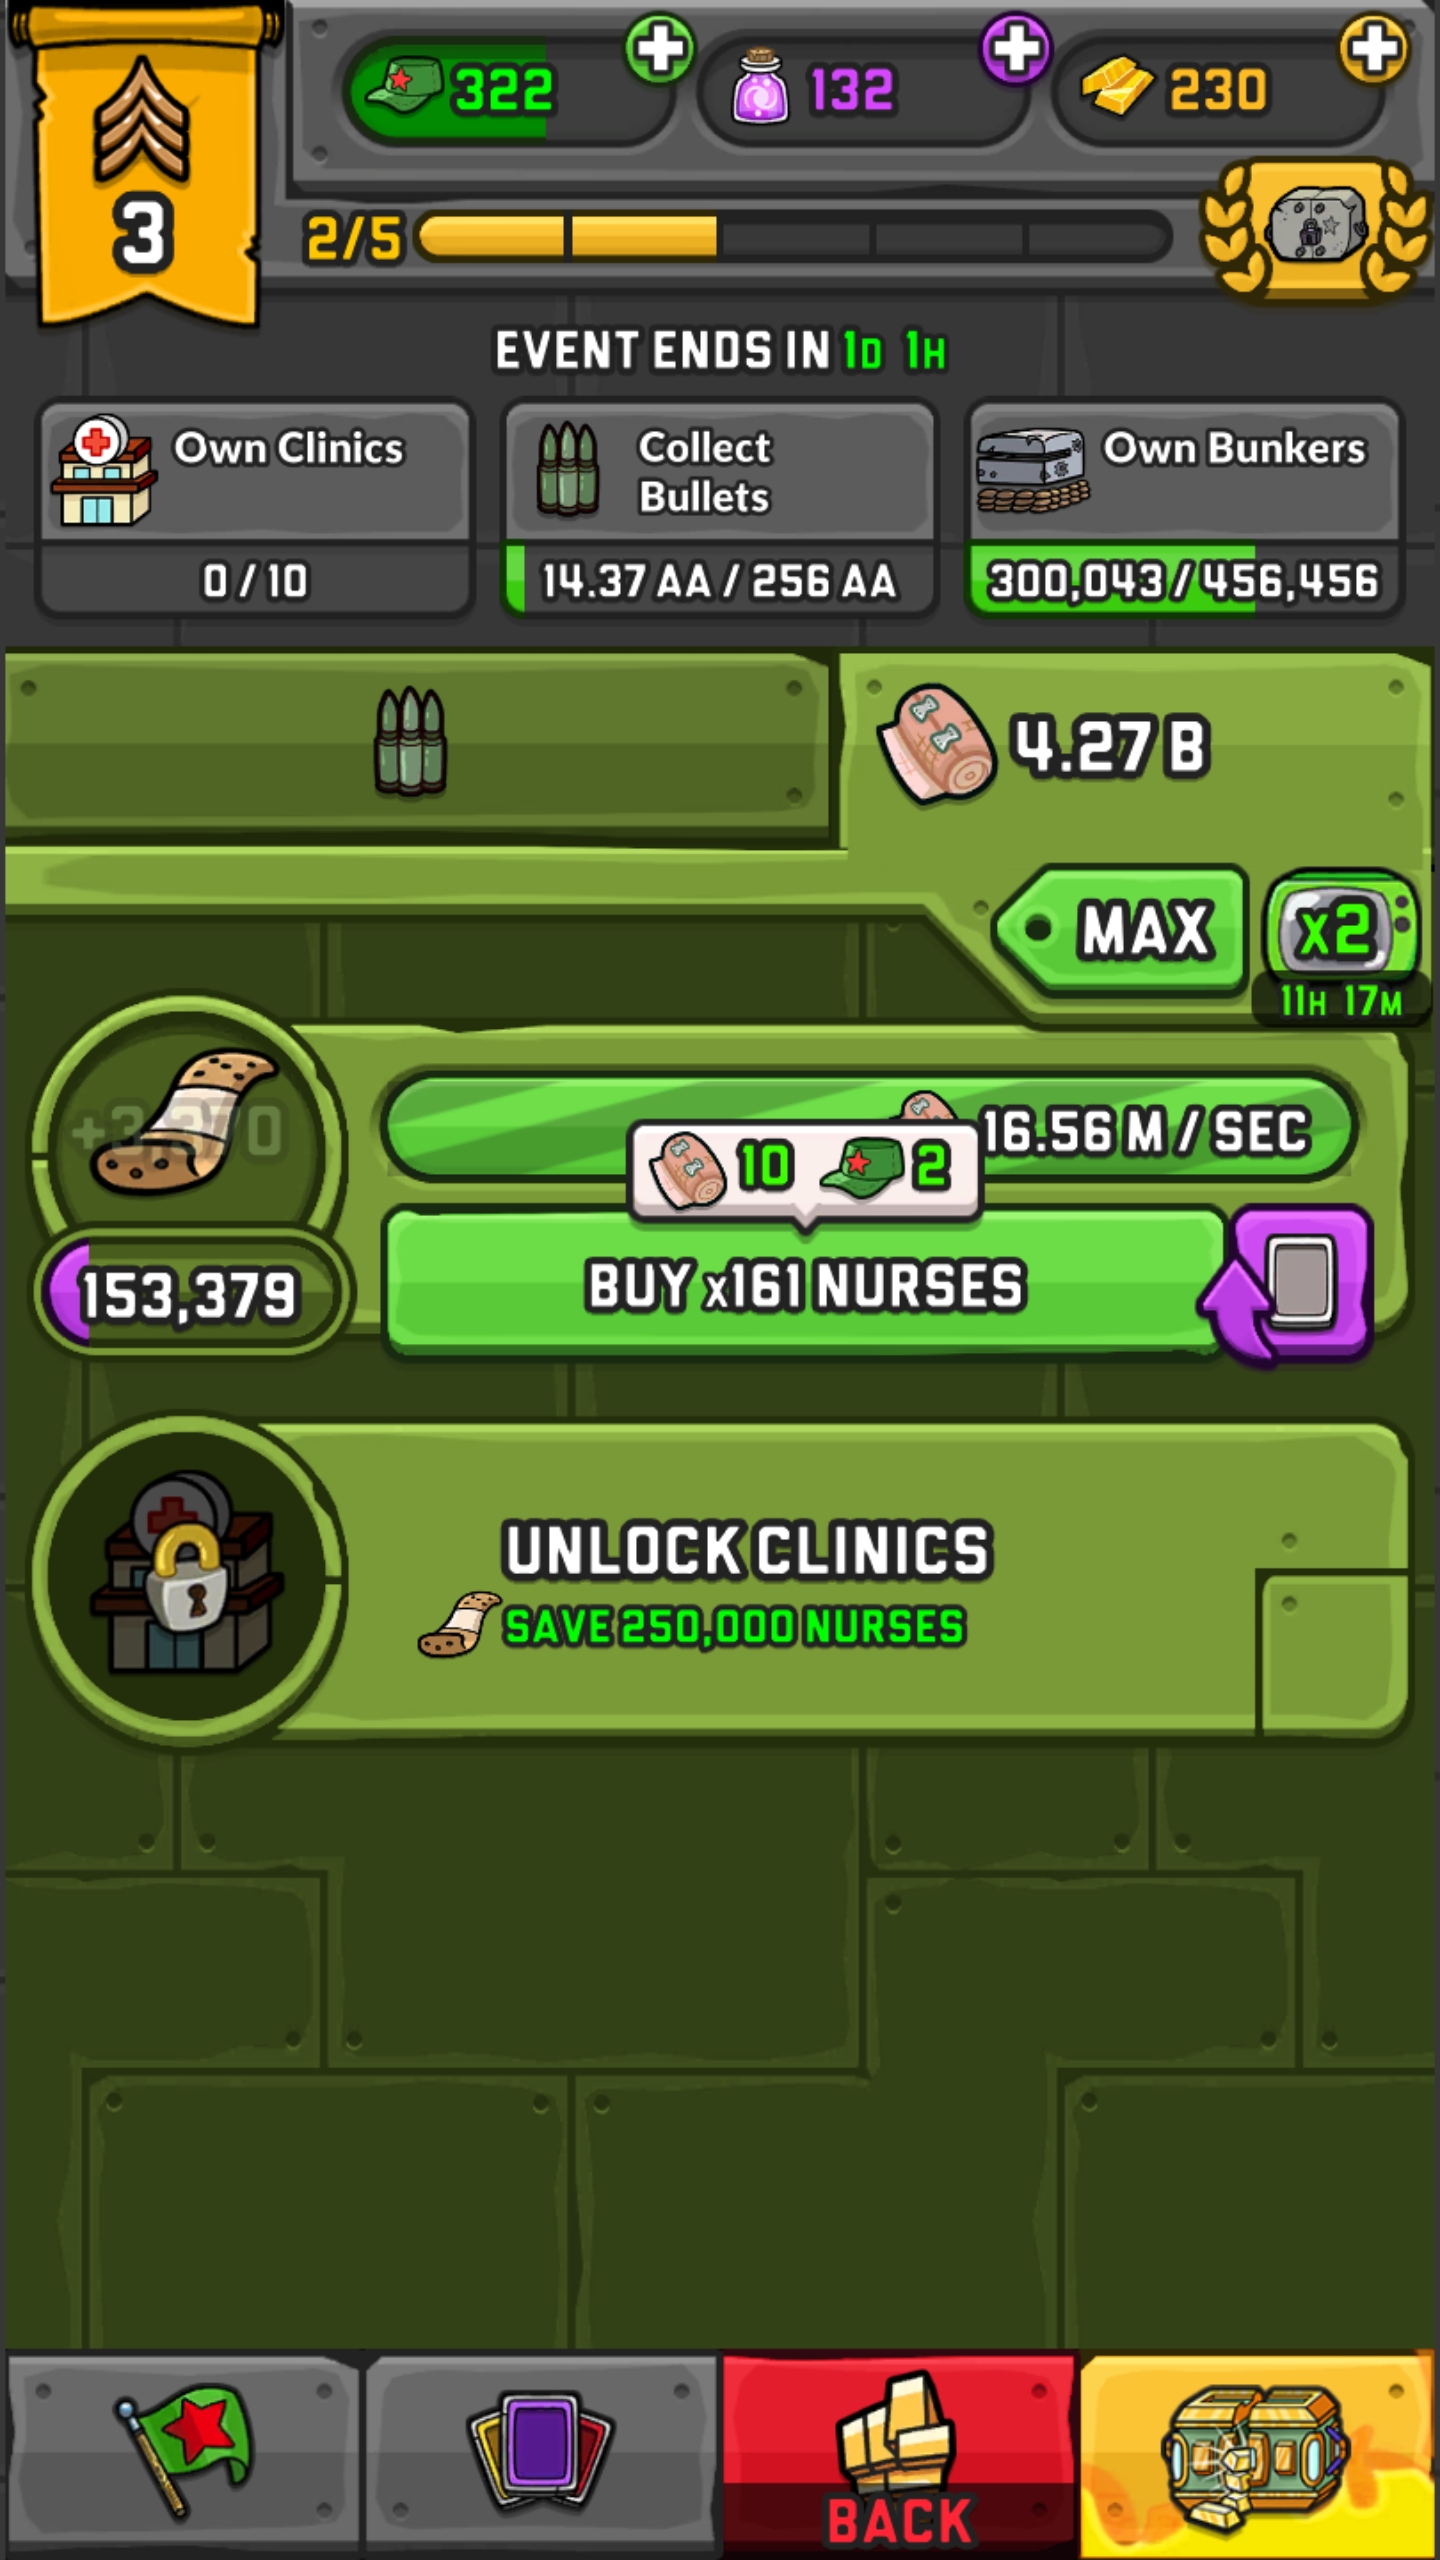 322
132
230
3
2/5
EVENT ENDS IN 1D 1H
Own Clinics
0 / 10
Collect
Bullets
14.37 AA / 256 AA
Own Bunkers
300,043 / 456,456
4.27 B
MAX
x2
11H 17M
16.56 M / SEC
10
2
153,379
BUY x161 NURSES
UNLOCK CLINICS
SAVE 250,000 NURSES
BACK